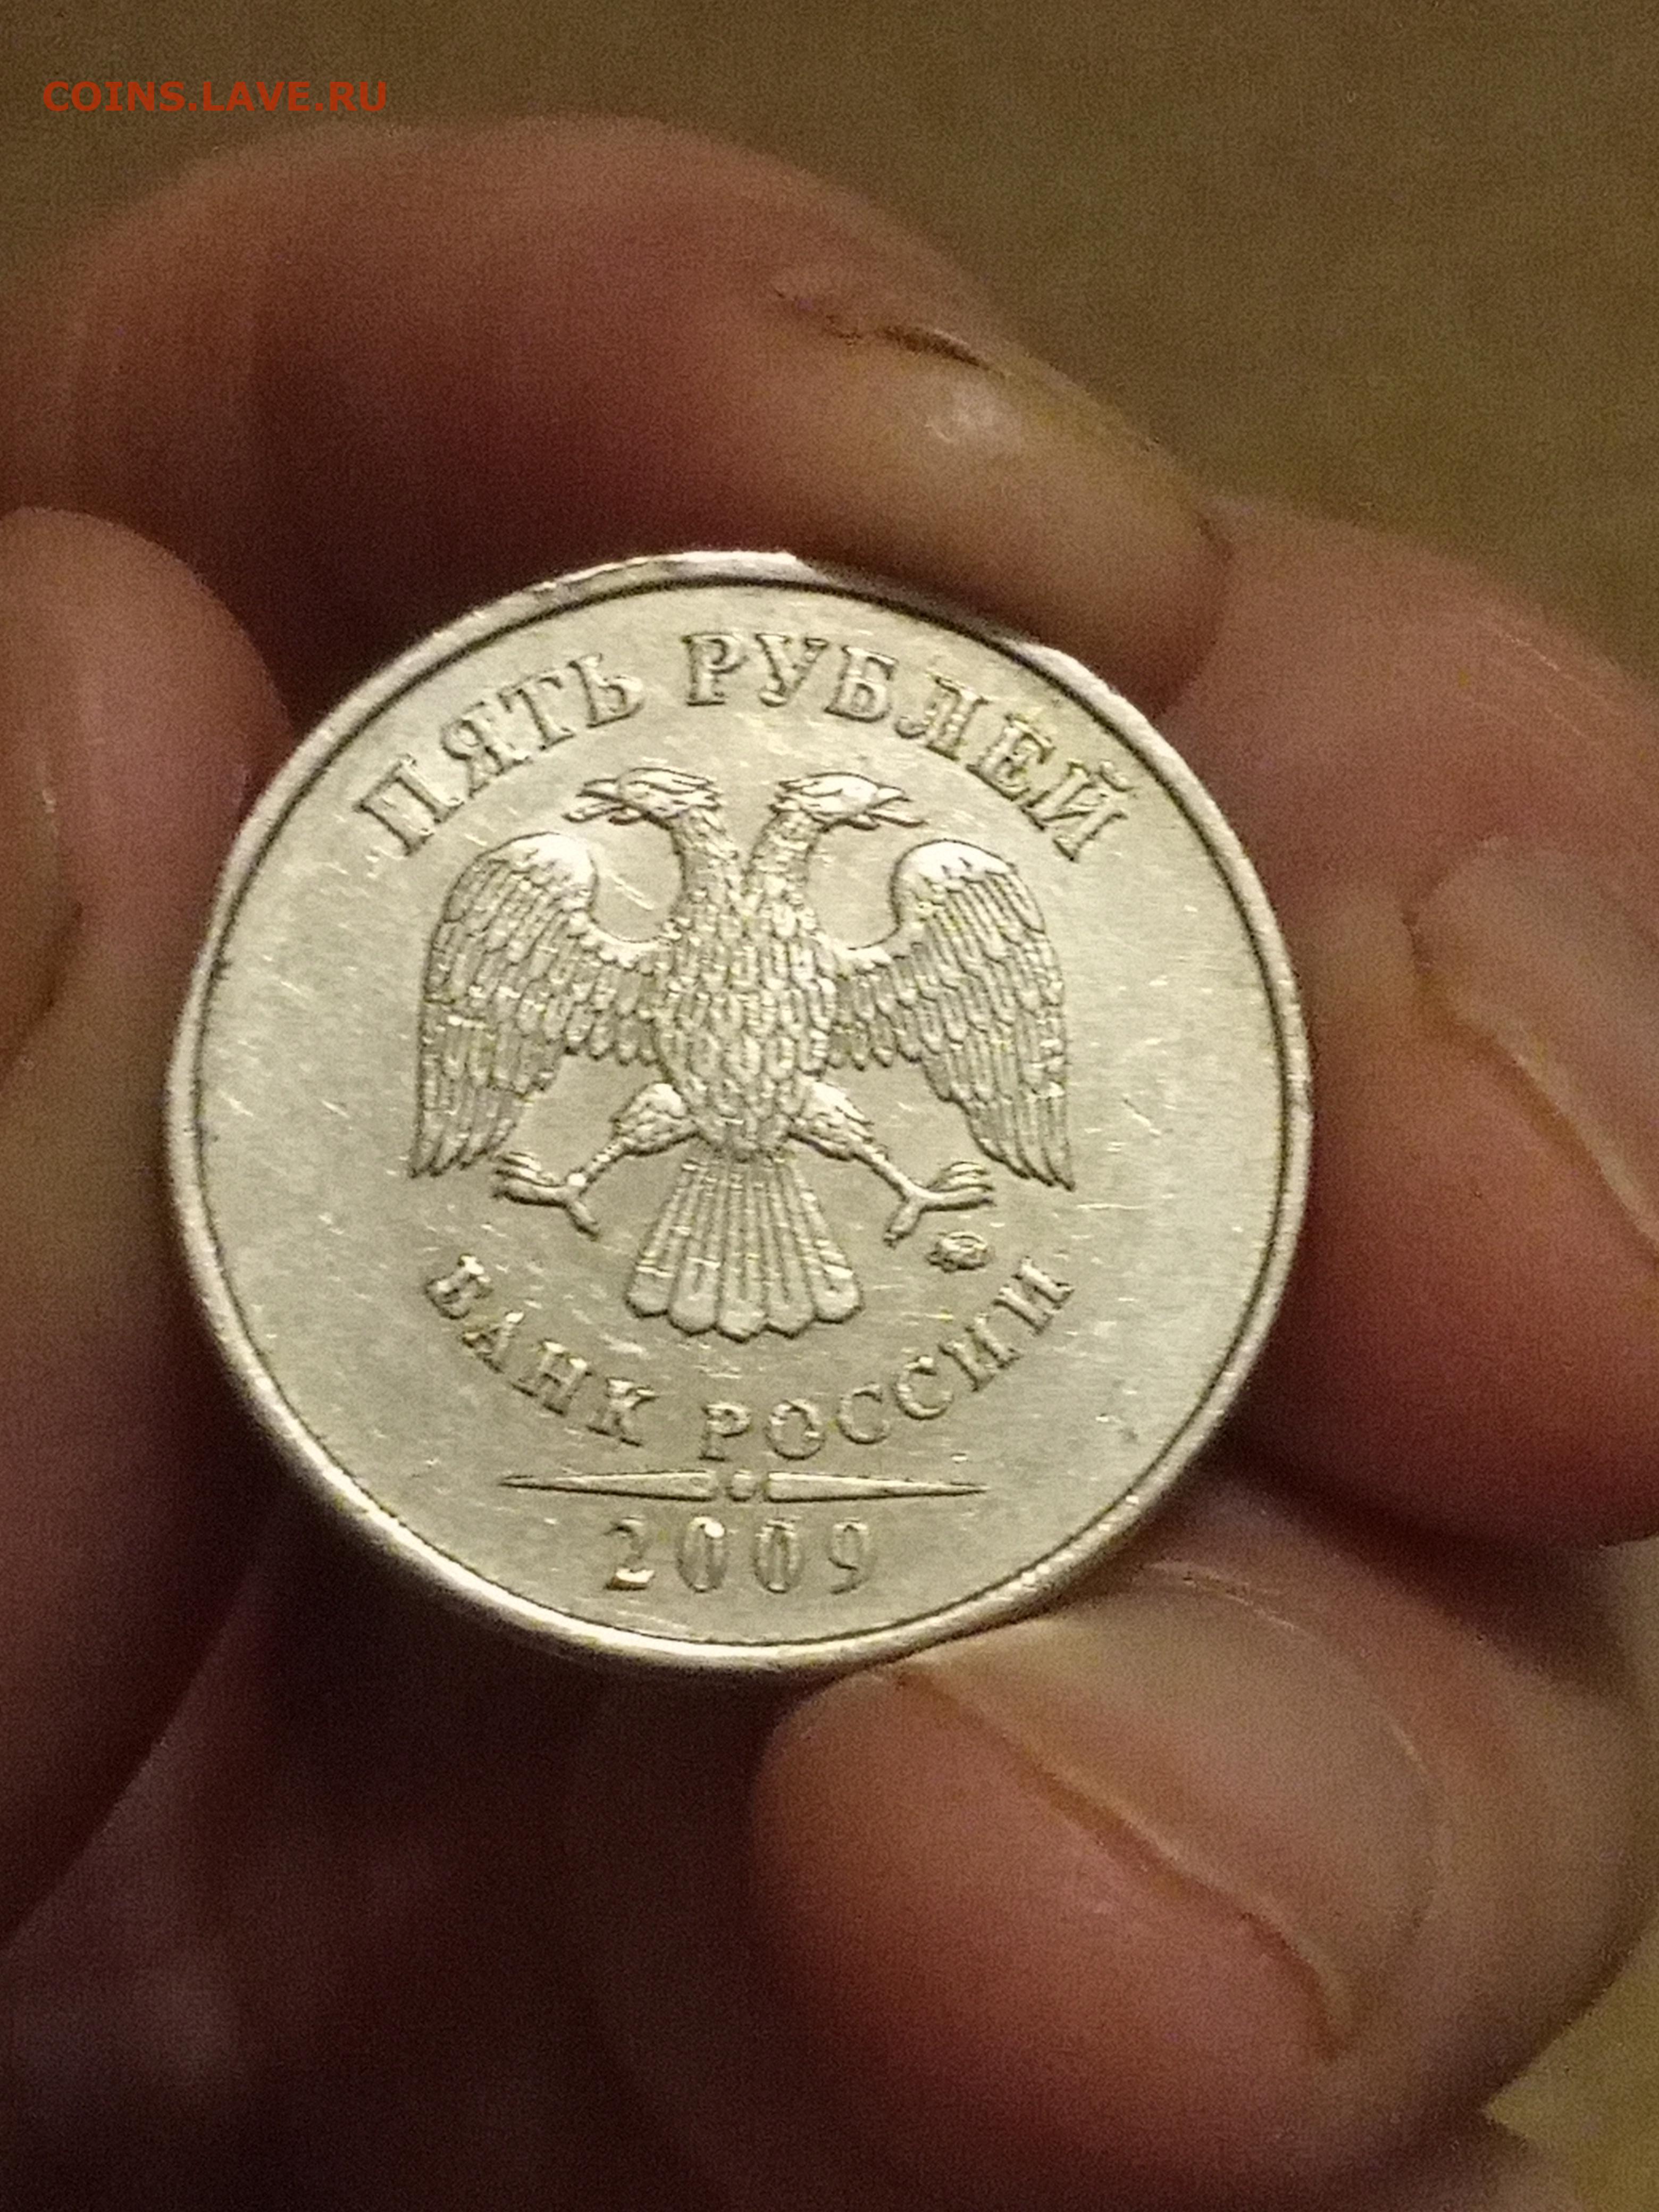 COINS.LAVE.RU
ПЯТЬ РУБЛЕЙ
БАНК РОССИИ
2009